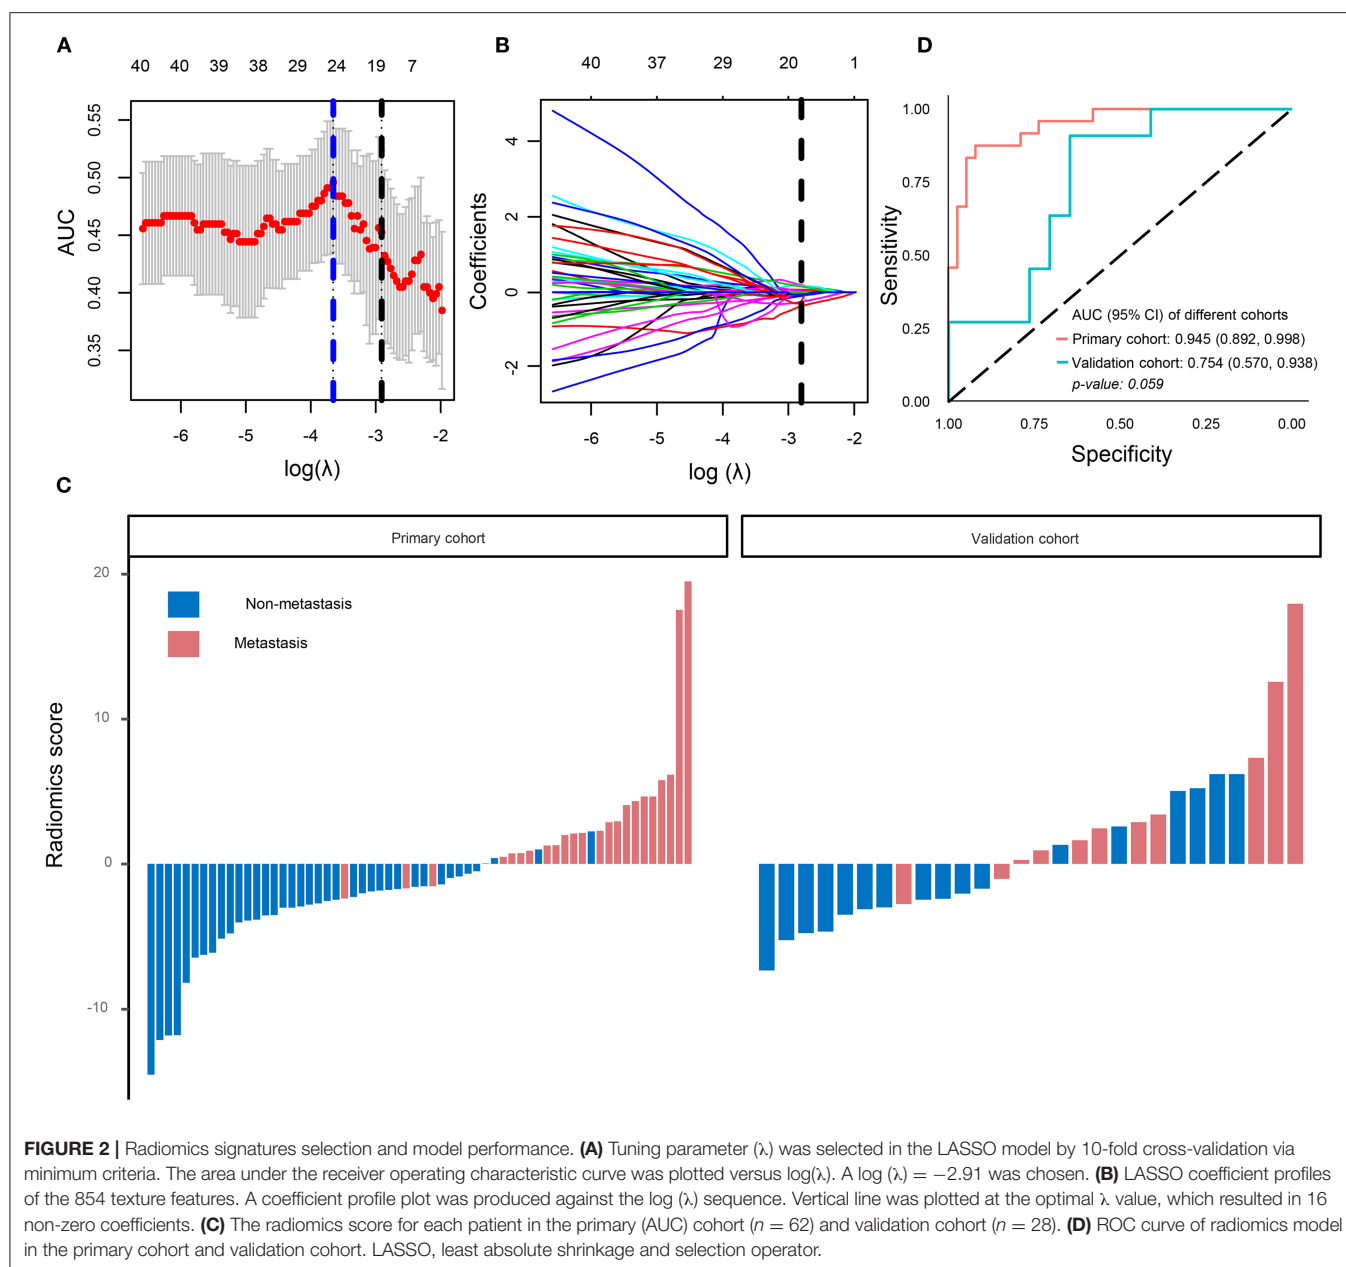 A
40 40 39 38 29 24 19 7
AUC
0.55
0.50
0.45
0.40
0.35
-6 -5 -4 -3 -2
log(λ)
B
40 37 29 20 1
Coefficients
4
2
0
-2
-6 -5 -4 -3 -2
log (λ)
D
Sensitivity
1.00
0.75
0.50
0.25
0.00
AUC (95% CI) of different cohorts
Primary cohort: 0.945 (0.892, 0.998)
Validation cohort: 0.754 (0.570, 0.938)
p-value: 0.059
1.00 0.75 0.50 0.25 0.00
Specificity
C
Primary cohort
Validation cohort
Radiomics score
20
10
0
-10
Non-metastasis
Metastasis
FIGURE 2 | Radiomics signatures selection and model performance. (A) Tuning parameter (λ) was selected in the LASSO model by 10-fold cross-validation via
minimum criteria. The area under the receiver operating characteristic curve was plotted versus log(λ). A log (λ) = −2.91 was chosen. (B) LASSO coefficient profiles
of the 854 texture features. A coefficient profile plot was produced against the log (λ) sequence. Vertical line was plotted at the optimal λ value, which resulted in 16
non-zero coefficients. (C) The radiomics score for each patient in the primary (AUC) cohort (n = 62) and validation cohort (n = 28). (D) ROC curve of radiomics model
in the primary cohort and validation cohort. LASSO, least absolute shrinkage and selection operator.